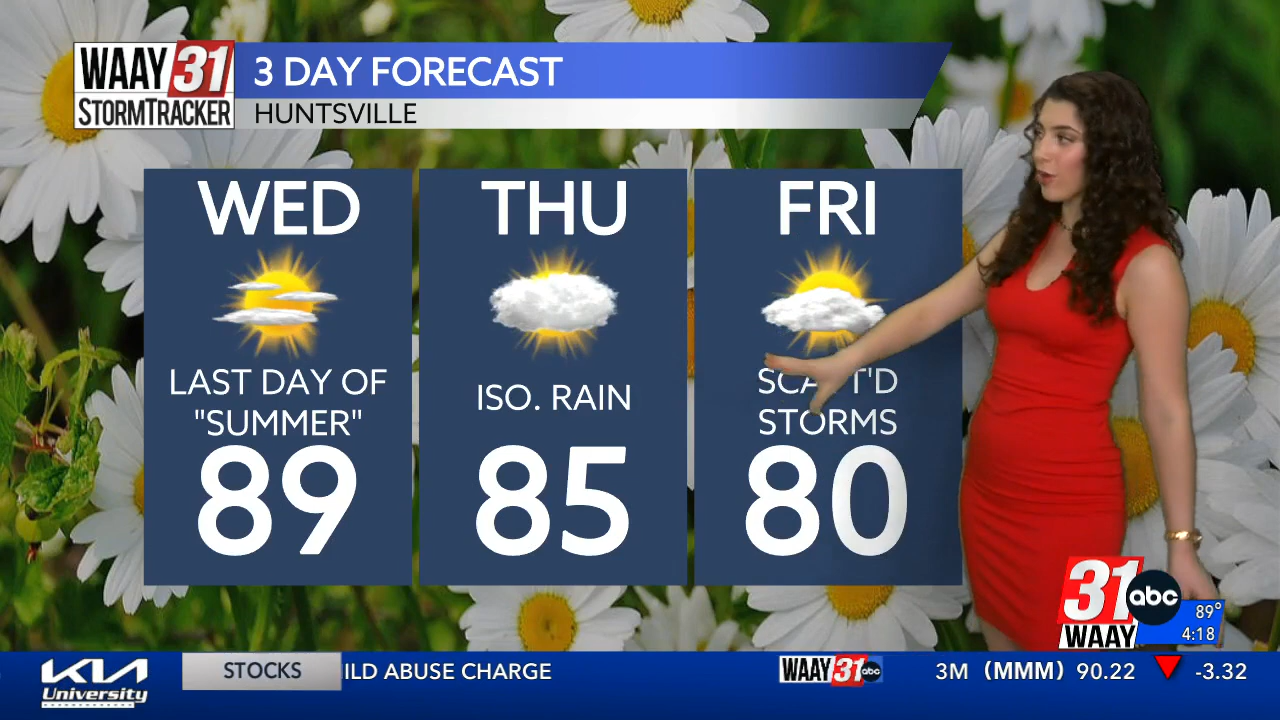 WAAY 31
STORMTRACKER
3 DAY FORECAST
HUNTSVILLE
WED
LAST DAY OF
"SUMMER"
89
THU
ISO. RAIN
85
FRI
STORMS
80
31
abc
WAAY
89°
4:18
KIA
University
STOCKS
ILD ABUSE CHARGE
WAAY 31 abc
3M (MMM) 90.22 -3.32